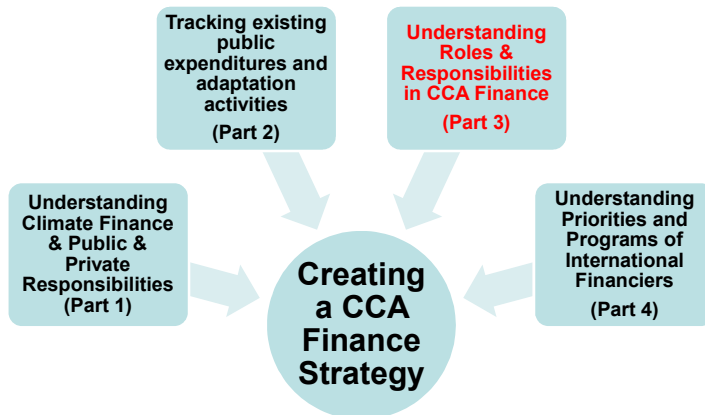 Tracking existing
public
expenditures and
adaptation
activities
(Part 2)
Understanding
Roles &
Responsibilities
in CCA Finance
(Part 3)
Understanding
Climate Finance
& Public &
Private
Responsibilities
(Part 1)
Understanding
Priorities and
Programs of
International
Financiers
(Part 4)
Creating
a CCA
Finance
Strategy